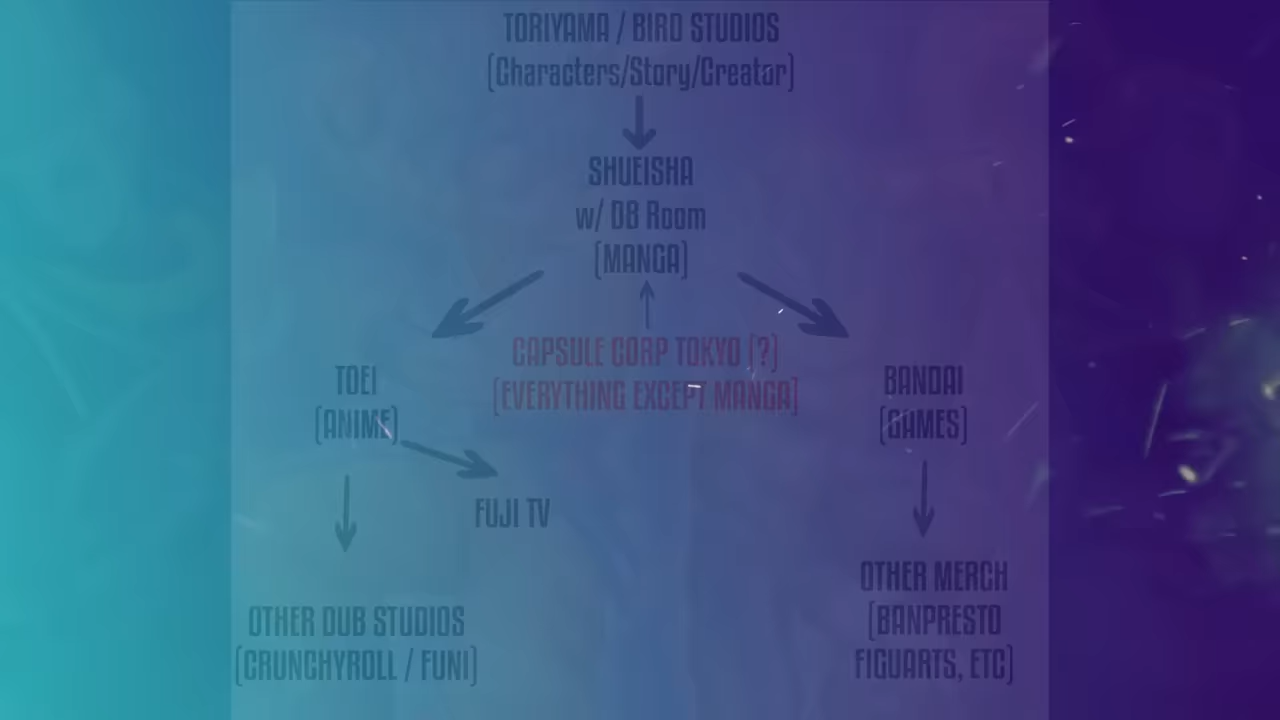 TORIYAMA / BIRD STUDIOS
(Characters/Story/Creator)
SHUEISHA
w/ DB Room
(MANGA)
CAPSULE CORP TOKYO (?)
(EVERYTHING EXCEPT MANGA)
TOEI
(ANIME)
BANDAI
(GAMES)
FUJI TV
OTHER DUB STUDIOS
(CRUNCHYROLL / FUNI)
OTHER MERCH
(BANPRESTO
FIGUARTS, ETC)